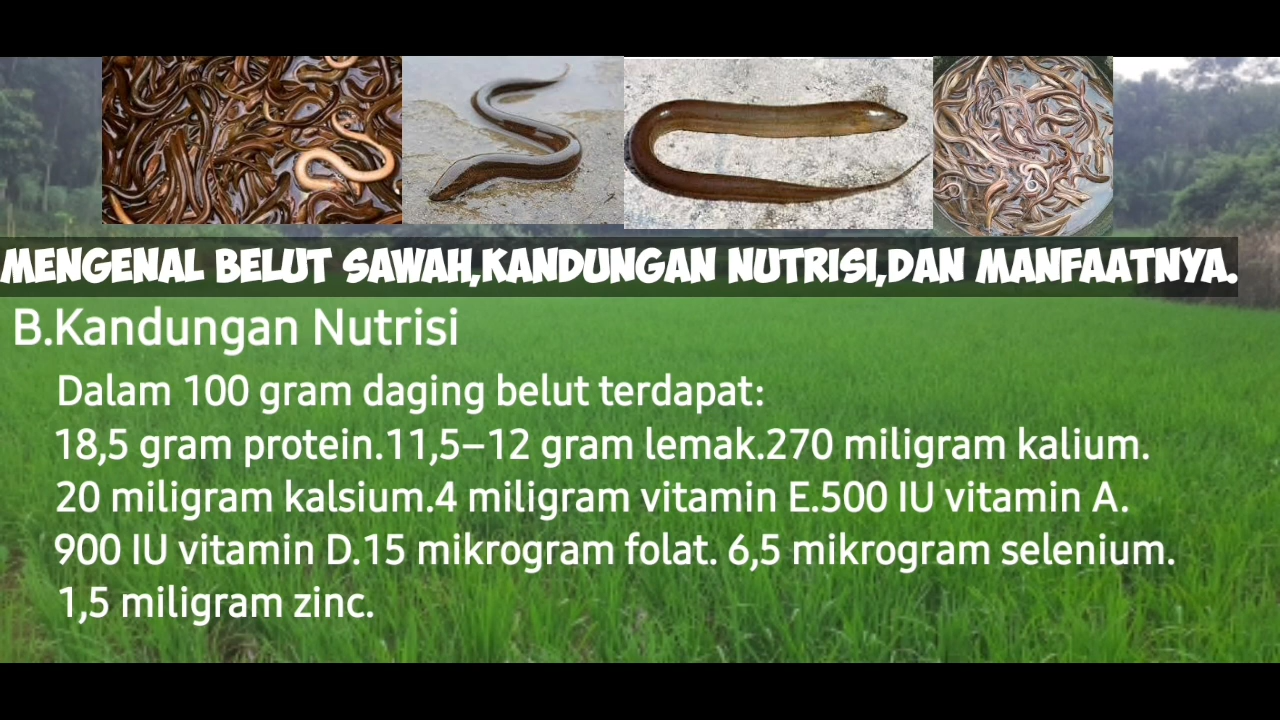 MENGENAL BELUT SAWAH,KANDUNGAN NUTRISI,DAN MANFAATNYA.
B.Kandungan Nutrisi
Dalam 100 gram daging belut terdapat:
18,5 gram protein.11,5–12 gram lemak.270 miligram kalium.
20 miligram kalsium.4 miligram vitamin E.500 IU vitamin A.
900 IU vitamin D.15 mikrogram folat. 6,5 mikrogram selenium.
1,5 miligram zinc.